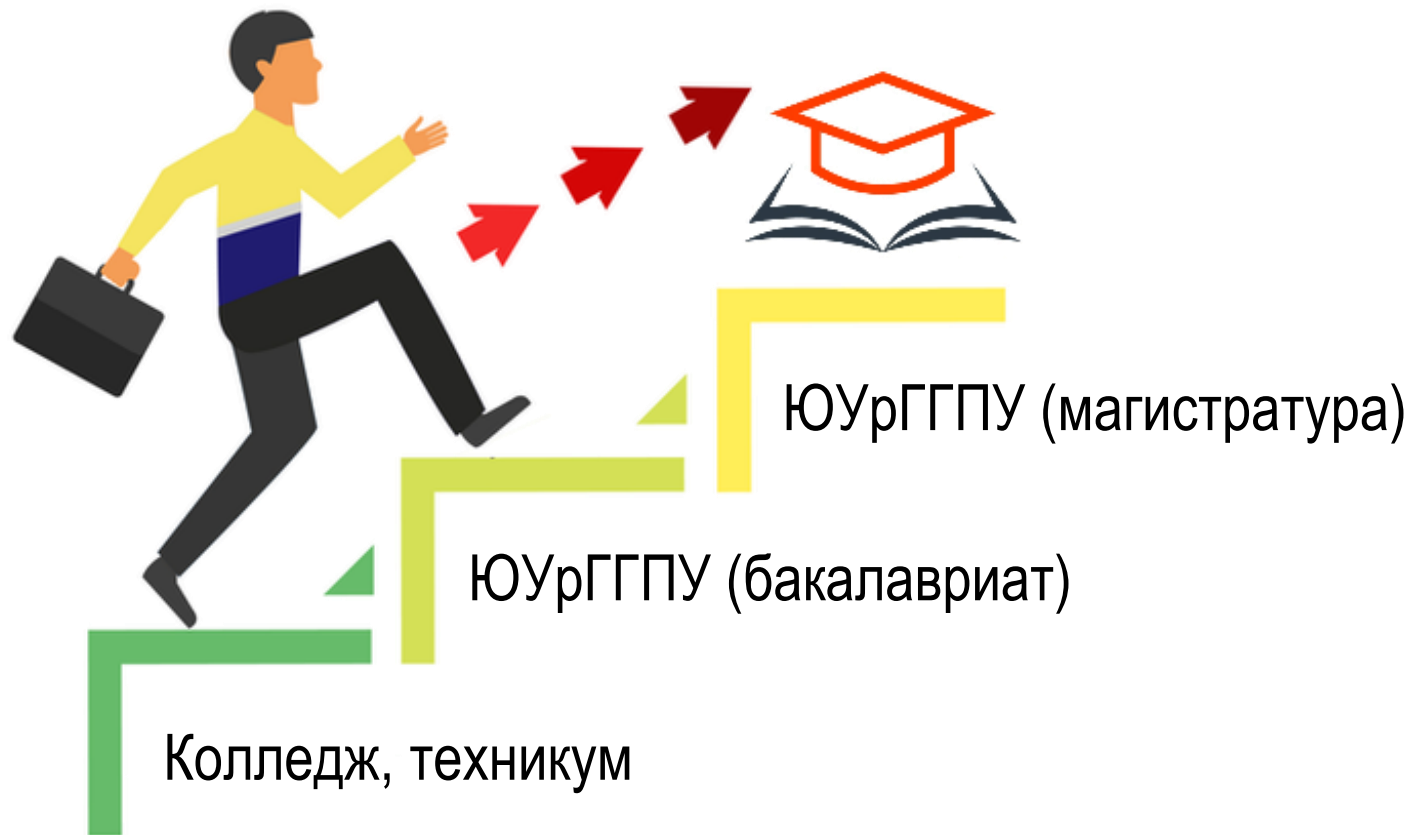 ЮУрГГПУ (магистратура)
ЮУрГГПУ (бакалавриат)
Колледж, техникум